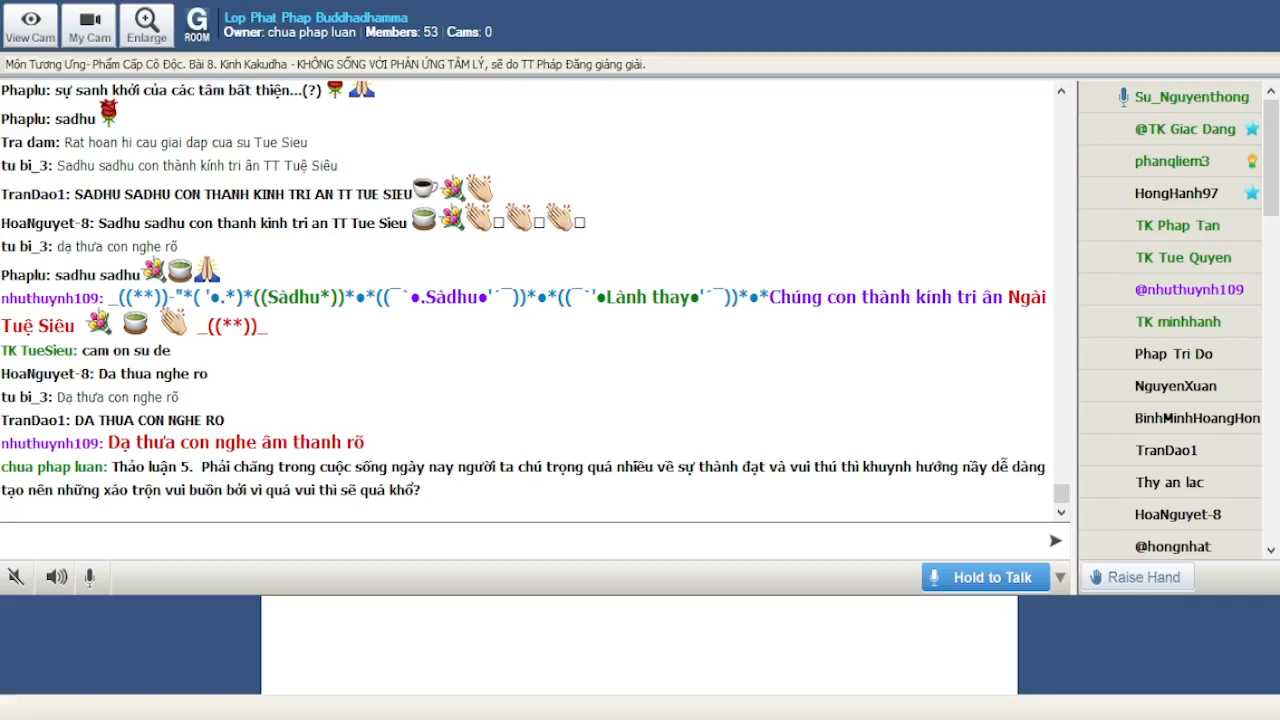 View Cam
My Cam
Enlarge
G ROOM
Lop Phat Phap Buddhadhamma
Owner: chua phap luan | Members: 53 | Cams: 0
Môn Tương Ưng- Phẩm Cấp Cô Độc. Bài 8. Kinh Kakudha - KHÔNG SỐNG VỚI PHẢN ỨNG TÂM LÝ, sẽ do TT Pháp Đăng giảng giải.
Phaplu: sự sanh khởi của các tâm bất thiện...(?)
Phaplu: sadhu
Tra dam: Rat hoan hi cau giai dap cua su Tue Sieu
tu bi_3: Sadhu sadhu con thành kính tri ân TT Tuệ Siêu
TranDao1: SADHU SADHU CON THANH KINH TRI AN TT TUE SIEU
HoaNguyet-8: Sadhu sadhu con thanh kinh tri an TT Tue Sieu
tu bi_3: dạ thưa con nghe rõ
Phaplu: sadhu sadhu
nhuthuynh109: _((**))-"*( '●.*)*((Sàdhu*))*●*((¯`●.Sàdhu●'´¯))*●*((¯`'●Lành thay●'´¯))*●*Chúng con thành kính tri ân Ngài
Tuệ Siêu _((**))_
TK TueSieu: cam on su de
HoaNguyet-8: Da thua nghe ro
tu bi_3: Dạ thưa con nghe rõ
TranDao1: DA THUA CON NGHE RO
nhuthuynh109: Dạ thưa con nghe âm thanh rõ
chua phap luan: Thảo luận 5. Phải chăng trong cuộc sống ngày nay người ta chú trọng quá nhiều về sự thành đạt và vui thú thì khuynh hướng nầy dễ dàng
tạo nên những xáo trộn vui buồn bởi vì quá vui thì sẽ quá khổ?
Su_Nguyenthong
@TK Giac Dang
phanqliem3
HongHanh97
TK Phap Tan
TK Tue Quyen
@nhuthuynh109
TK minhhanh
Phap Tri Do
NguyenXuan
BinhMinhHoangHon
TranDao1
Thy an lac
HoaNguyet-8
@hongnhat
Hold to Talk
Raise Hand